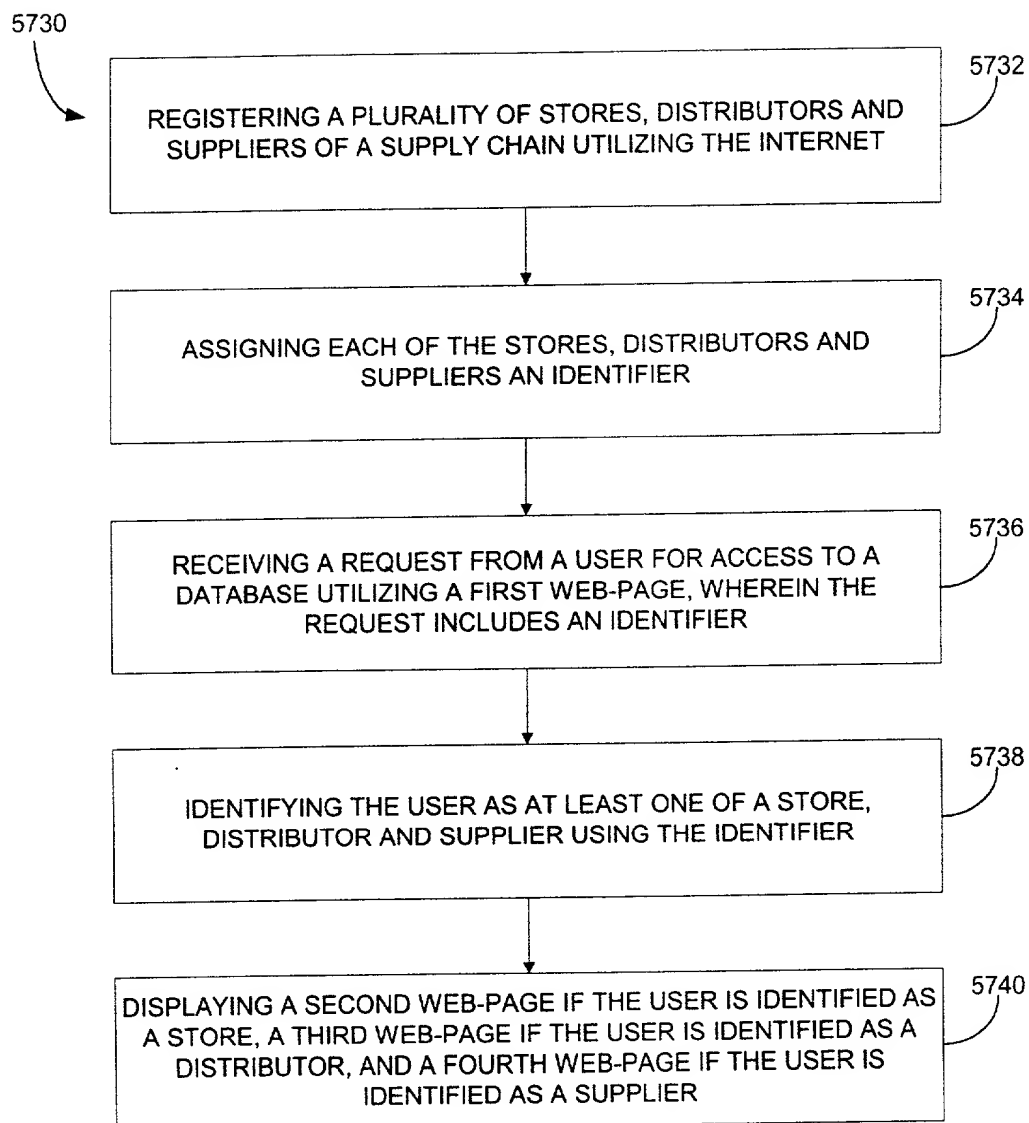 5730
5732
REGISTERING A PLURALITY OF STORES, DISTRIBUTORS AND
SUPPLIERS OF A SUPPLY CHAIN UTILIZING THE INTERNET
5734
ASSIGNING EACH OF THE STORES, DISTRIBUTORS AND
SUPPLIERS AN IDENTIFIER
5736
RECEIVING A REQUEST FROM A USER FOR ACCESS TO A
DATABASE UTILIZING A FIRST WEB-PAGE, WHEREIN THE
REQUEST INCLUDES AN IDENTIFIER
5738
IDENTIFYING THE USER AS AT LEAST ONE OF A STORE,
DISTRIBUTOR AND SUPPLIER USING THE IDENTIFIER
5740
DISPLAYING A SECOND WEB-PAGE IF THE USER IS IDENTIFIED AS
A STORE, A THIRD WEB-PAGE IF THE USER IS IDENTIFIED AS A
DISTRIBUTOR, AND A FOURTH WEB-PAGE IF THE USER IS
IDENTIFIED AS A SUPPLIER